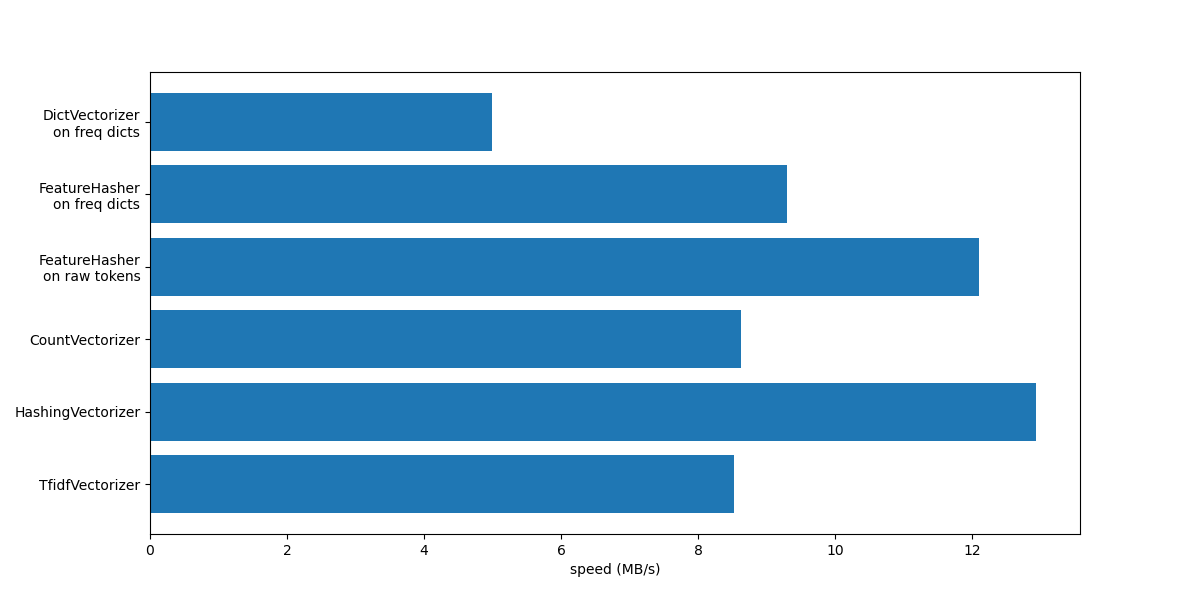 DictVectorizer
on freq dicts
FeatureHasher
on freq dicts
FeatureHasher
on raw tokens
CountVectorizer
HashingVectorizer
TfidfVectorizer
0 2 4 6 8 10 12
speed (MB/s)